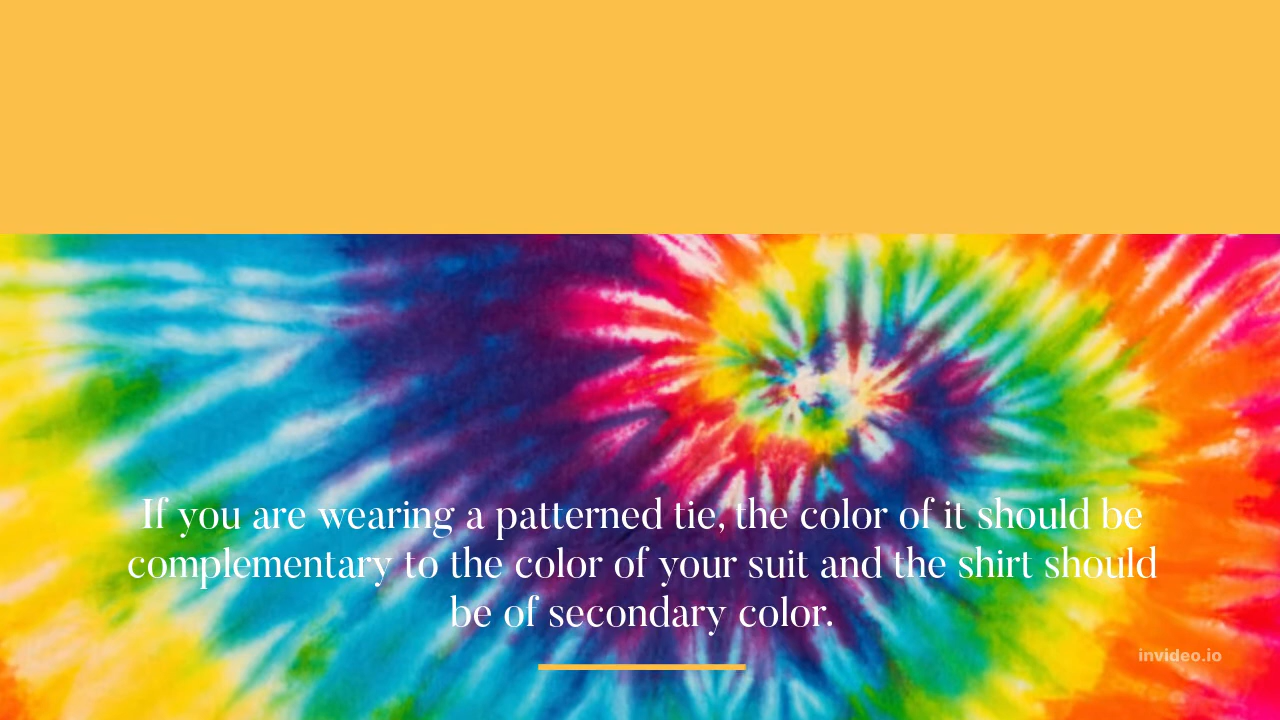 If you are wearing a patterned tie, the color of it should be
complementary to the color of your suit and the shirt should
be of secondary color.
invideo.io